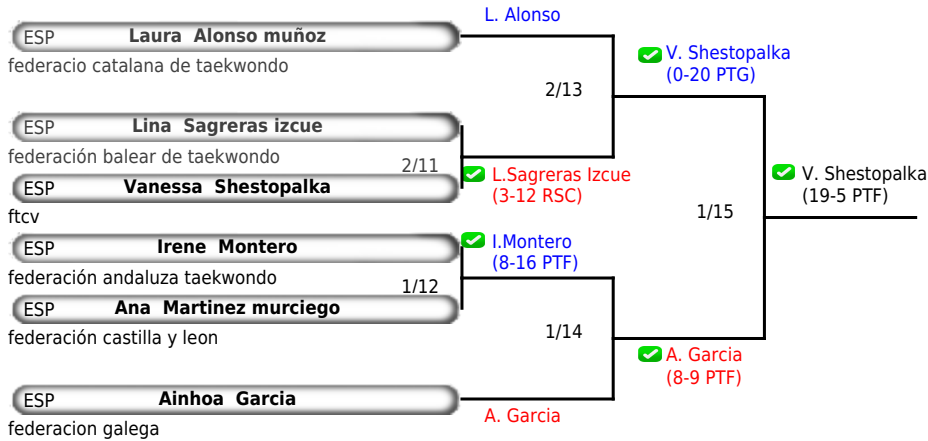 L. Alonso
ESP Laura Alonso muñoz
federacio catalana de taekwondo
V. Shestopalka
(0-20 PTG)
2/13
ESP Lina Sagreras izcue
federación balear de taekwondo
2/11
L.Sagreras Izcue
(3-12 RSC)
ESP Vanessa Shestopalka
ftcv
V. Shestopalka
(19-5 PTF)
1/15
ESP Irene Montero
federación andaluza taekwondo
I.Montero
(8-16 PTF)
1/12
ESP Ana Martinez murciego
federación castilla y leon
1/14
A. Garcia
(8-9 PTF)
ESP Ainhoa Garcia
federacion galega
A. Garcia